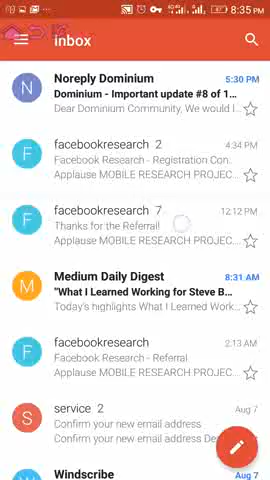 8:35 PM
inbox
N
Noreply Dominium
5:30 PM
Dominium - Important update #8 of 1...
Dear Dominium Community, We would l...
F
facebookresearch 2
4:34 PM
Facebook Research - Registration Con..
Applause MOBILE RESEARCH PROJEC...
F
facebookresearch 7
12:12 PM
Thanks for the Referral!
Applause MOBILE RESEARCH PROJEC...
M
Medium Daily Digest
8:31 AM
"What I Learned Working for Steve B...
Today's highlights What I Learned Work...
F
facebookresearch
2:13 AM
Facebook Research - Referral
Applause MOBILE RESEARCH PROJEC...
S
service 2
Aug 7
Confirm your new email address
Confirm your new email address De
Windscribe
Aug 7